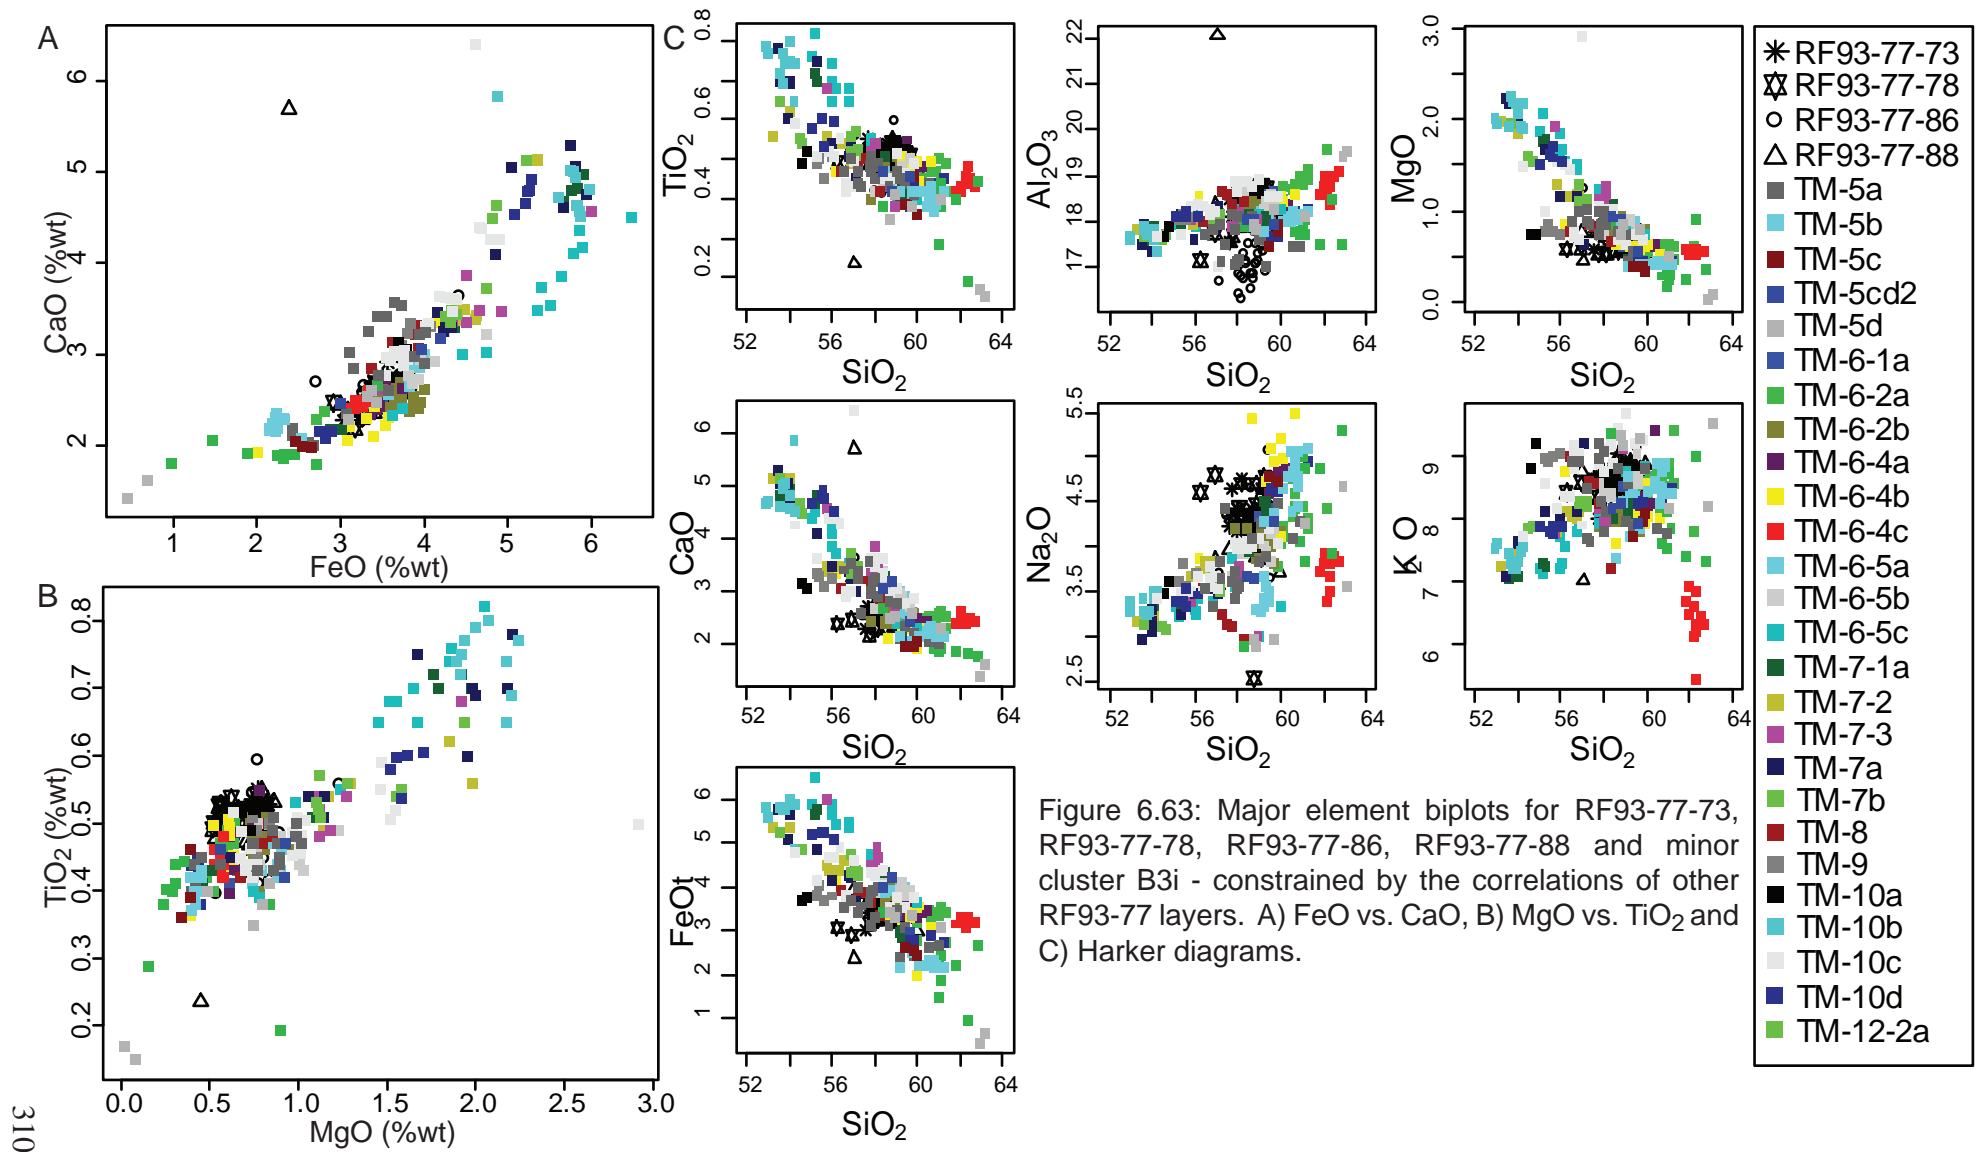 A
CaO (%wt)
6
5
4
3
2
1 2 3 4 5 6
FeO (%wt)
B
TiO2 (%wt)
0.8
0.7
0.6
0.5
0.4
0.3
0.2
0.0 0.5 1.0 1.5 2.0 2.5 3.0
MgO (%wt)
C
TiO2
0.8
0.6
0.4
0.2
52 56 60 64
SiO2
Al2O3
22
21
20
19
18
17
52 56 60 64
SiO2
MgO
3.0
2.0
1.0
0.0
52 56 60 64
SiO2
CaO
6
5
4
3
2
52 56 60 64
SiO2
Na2O
5.5
4.5
3.5
2.5
52 56 60 64
SiO2
K2O
9
8
7
6
52 56 60 64
SiO2
FeOt
6
5
4
3
2
1
52 56 60 64
SiO2
RF93-77-73
RF93-77-78
RF93-77-86
RF93-77-88
TM-5a
TM-5b
TM-5c
TM-5cd2
TM-5d
TM-6-1a
TM-6-2a
TM-6-2b
TM-6-4a
TM-6-4b
TM-6-4c
TM-6-5a
TM-6-5b
TM-6-5c
TM-7-1a
TM-7-2
TM-7-3
TM-7a
TM-7b
TM-8
TM-9
TM-10a
TM-10b
TM-10c
TM-10d
TM-12-2a
Figure 6.63: Major element biplots for RF93-77-73,
RF93-77-78, RF93-77-86, RF93-77-88 and minor
cluster B3i - constrained by the correlations of other
RF93-77 layers. A) FeO vs. CaO, B) MgO vs. TiO2 and
C) Harker diagrams.
310